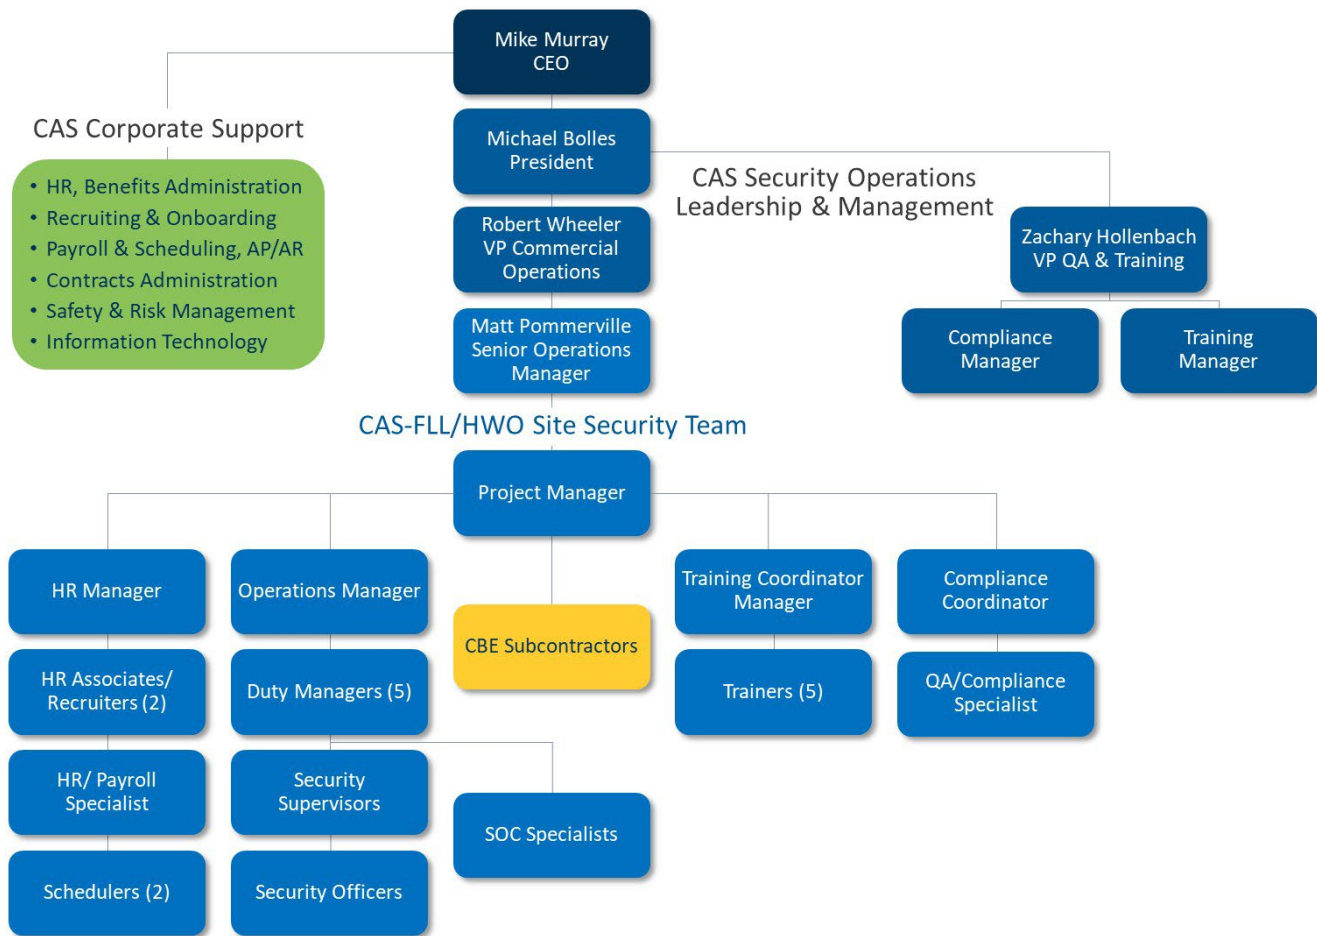 Mike Murray
CEO
CAS Corporate Support
• HR, Benefits Administration
• Recruiting & Onboarding
• Payroll & Scheduling, AP/AR
• Contracts Administration
• Safety & Risk Management
• Information Technology
Michael Bolles
President
CAS Security Operations
Leadership & Management
Robert Wheeler
VP Commercial
Operations
Zachary Hollenbach
VP QA & Training
Matt Pommerville
Senior Operations
Manager
Compliance
Manager
Training
Manager
CAS-FLL/HWO Site Security Team
Project Manager
HR Manager
Operations Manager
CBE Subcontractors
Training Coordinator
Manager
Compliance
Coordinator
HR Associates/
Recruiters (2)
Duty Managers (5)
Trainers (5)
QA/Compliance
Specialist
HR/ Payroll
Specialist
Security
Supervisors
SOC Specialists
Schedulers (2)
Security Officers